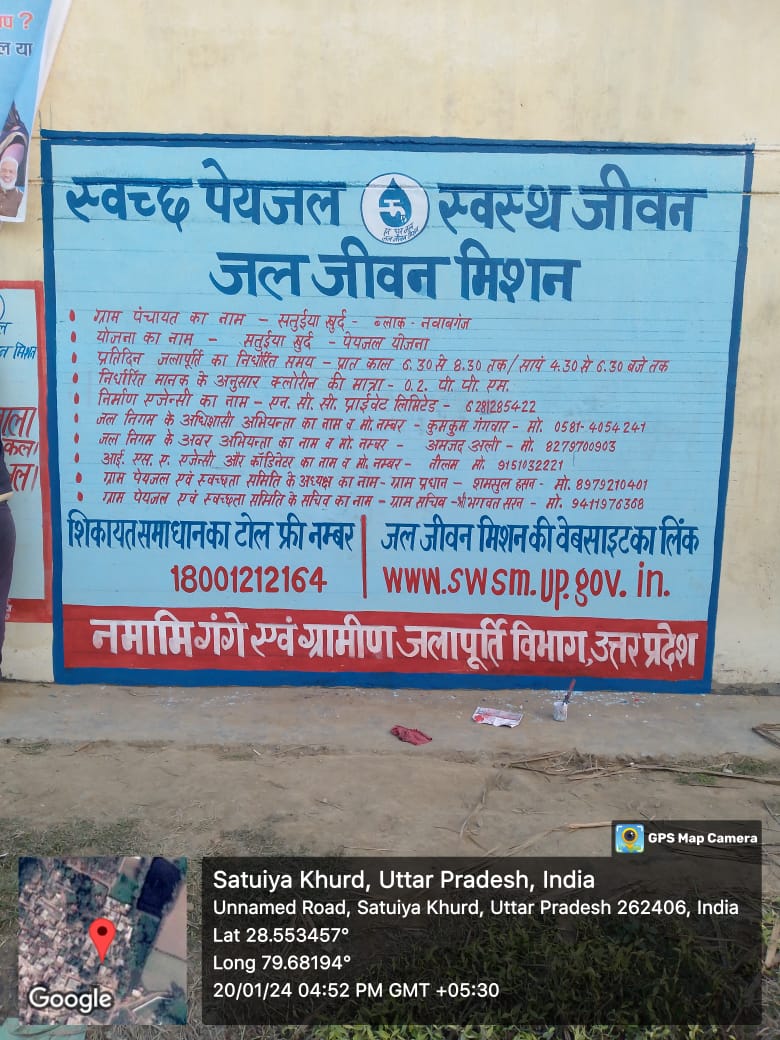 प ?
ल या
स्वच्छ पेयजल स्वस्थ जीवन
जल जीवन मिशन
• ग्राम पंचायत का नाम – सतुईया खुर्द - ब्लाक - नवाबगंज
• योजना का नाम – सतुईया खुर्द - पेयजल योजना
• प्रतिदिन जलापूर्ति का निर्धारित समय – प्रात काल 6.30 से 8.30 तक / सायं 4.30 से 6.30 बजे तक
• निर्धारित मानक के अनुसार क्लोरीन की मात्रा - 0.2. पी. पी. एम.
• निर्माण एजेन्सी का नाम – एन. सी. सी. प्राईवेट लिमिटेड - 6281285422
• जल निगम के अधिशासी अभियन्ता का नाम व मो. नम्बर - कुमकुम गंगवार - मो. 0581-4054241
• जल निगम के अवर अभियन्ता का नाम व मो. नम्बर - अमजद अली - मो. 8279700903
• आई. एस. ए. एजेन्सी और कॉडिनेटर का नाम व मो. नम्बर - नीलम मो. 9151032221
• ग्राम पेयजल एवं स्वच्छता समिति के अध्यक्ष का नाम - ग्राम प्रधान - शमसुल हसन - मो. 8979210401
• ग्राम पेयजल एवं स्वच्छता समिति के सचिव का नाम – ग्राम सचिव - श्री भागवत सरन - मो. 9411976368
शिकायत समाधान का टोल फ्री नम्बर
18001212164
जल जीवन मिशन की वेबसाइट का लिंक
www.swsm.up.gov.in.
नमामि गंगे एवं ग्रामीण जलापूर्ति विभाग, उत्तर प्रदेश
GPS Map Camera
Satuiya Khurd, Uttar Pradesh, India
Unnamed Road, Satuiya Khurd, Uttar Pradesh 262406, India
Lat 28.553457°
Long 79.68194°
20/01/24 04:52 PM GMT +05:30
Google